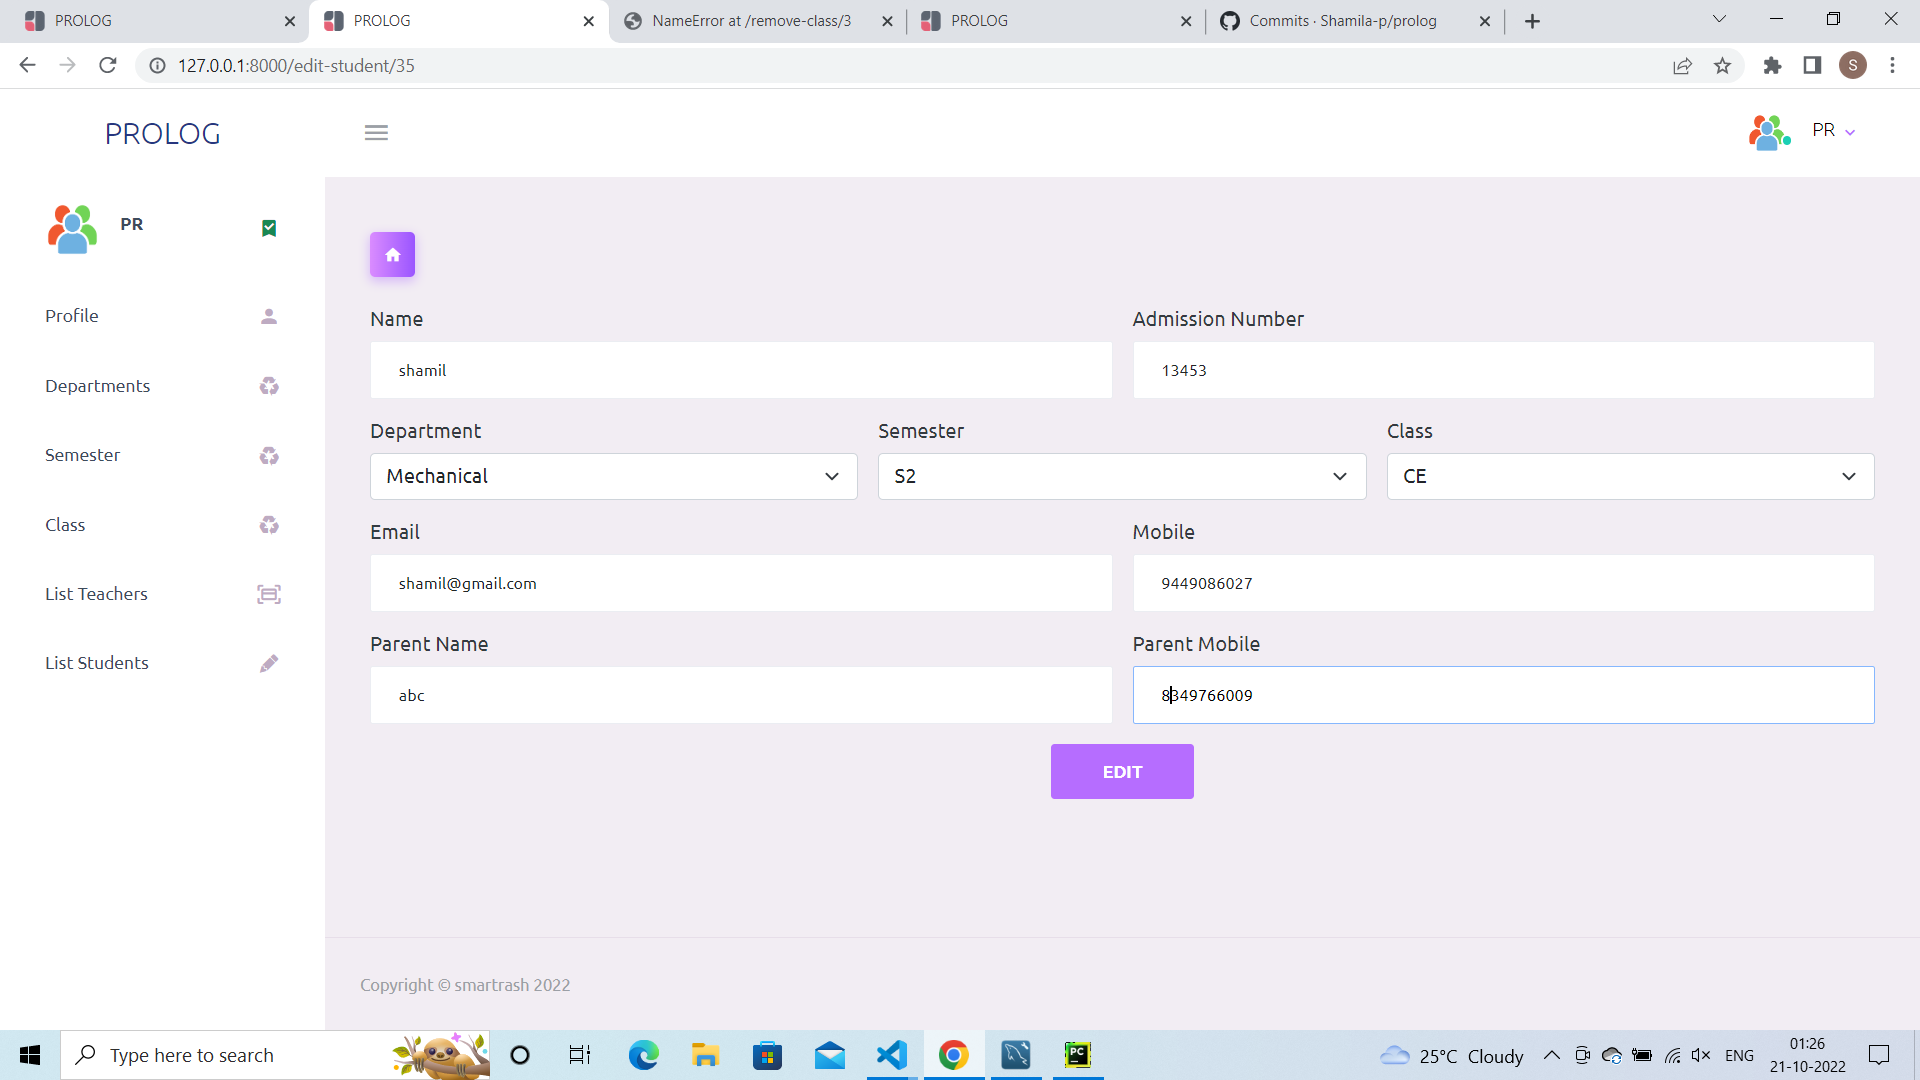 PROLOG
PROLOG
NameError at /remove-class/3
PROLOG
Commits · Shamila-p/prolog
127.0.0.1:8000/edit-student/35
S
PROLOG
PR
PR
Profile
Departments
Semester
Class
List Teachers
List Students
Name
Admission Number
shamil
13453
Department
Semester
Class
Mechanical
S2
CE
Email
Mobile
shamil@gmail.com
9449086027
Parent Name
Parent Mobile
abc
8349766009
EDIT
Copyright © smartrash 2022
Type here to search
PC
25°C Cloudy
ENG
01:26
21-10-2022